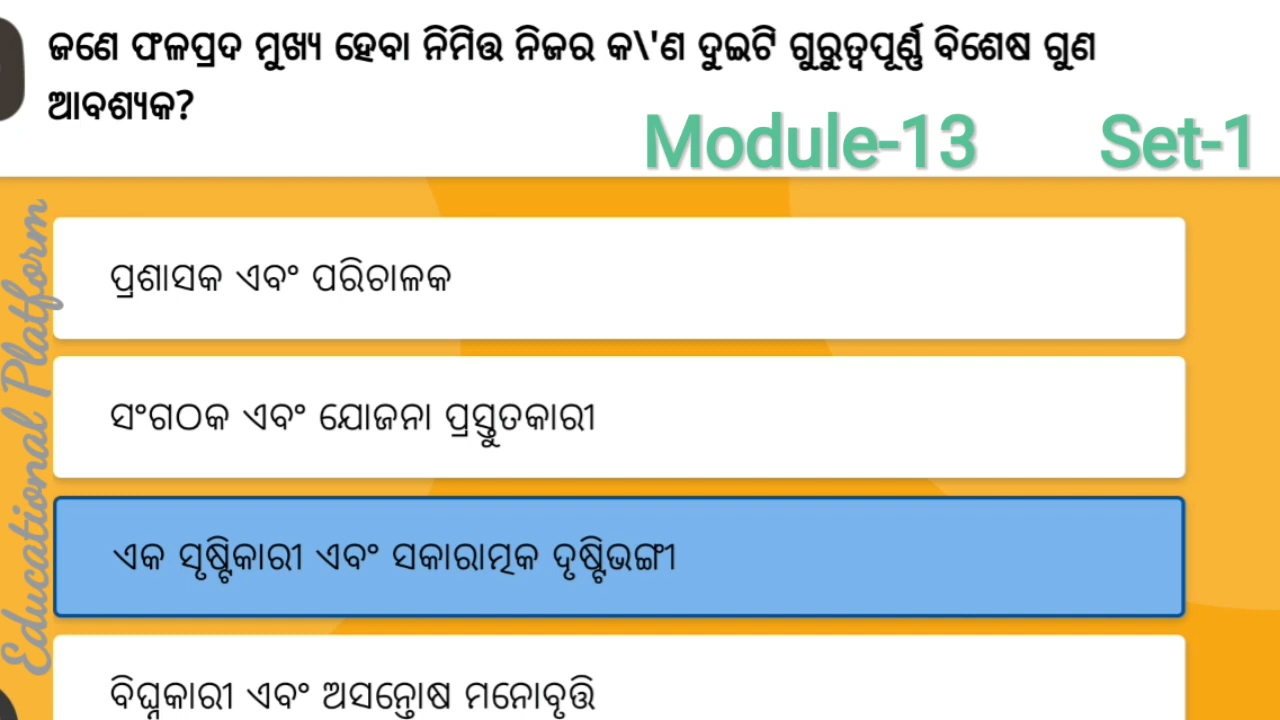 ଜଣେ ଫଳପ୍ରଦ ମୁଖ୍ୟ ହେବା ନିମିତ୍ତ ନିଜର କ\'ଣ ଦୁଇଟି ଗୁରୁତ୍ୱପୂର୍ଣ୍ଣ ବିଶେଷ ଗୁଣ
ଆବଶ୍ୟକ?
Module-13 Set-1
ପ୍ରଶାସକ ଏବଂ ପରିଚାଳକ
ସଂଗଠକ ଏବଂ ଯୋଜନା ପ୍ରସ୍ତୁତକାରୀ
ଏକ ସୃଷ୍ଟିକାରୀ ଏବଂ ସକାରାତ୍ମକ ଦୃଷ୍ଟିଭଙ୍ଗୀ
ବିଘ୍ନକାରୀ ଏବଂ ଅସନ୍ତୋଷ ମନୋବୃତ୍ତି
Educational Platform